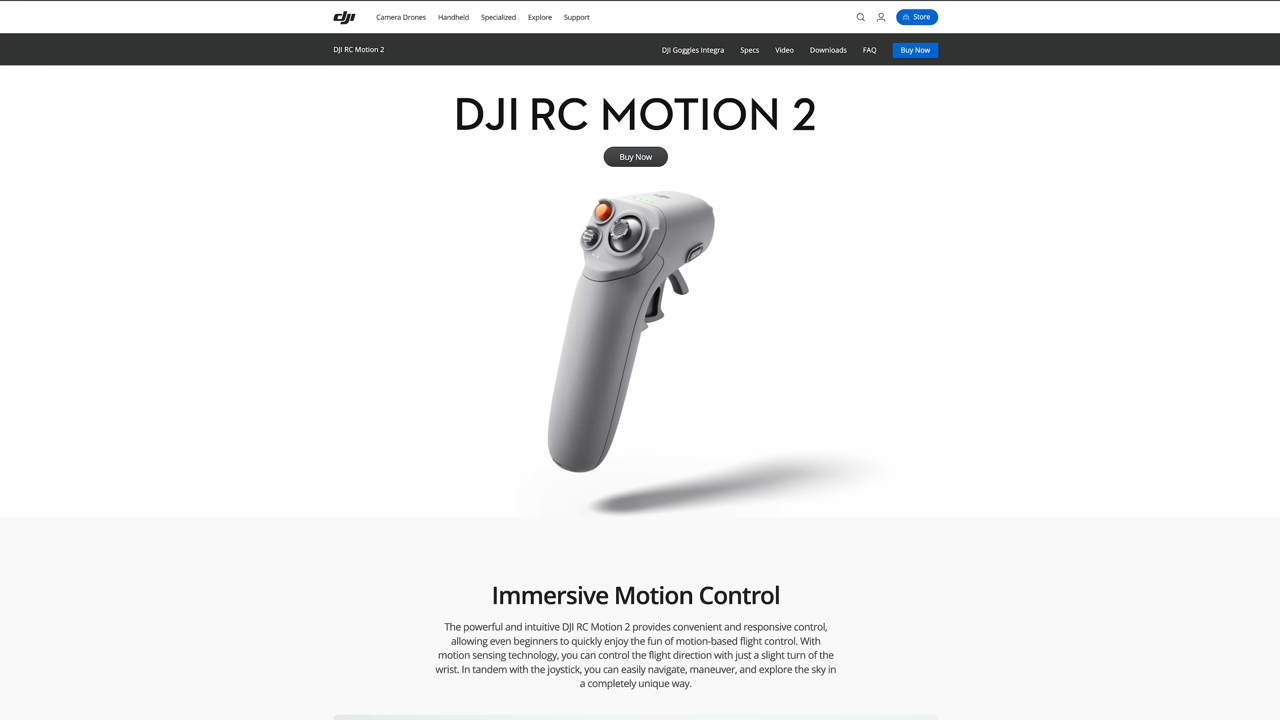 dji
Camera Drones
Handheld
Specialized
Explore
Support
Store
DJI RC Motion 2
DJI Goggles Integra
Specs
Video
Downloads
FAQ
Buy Now
DJI RC MOTION 2
Buy Now
Immersive Motion Control
The powerful and intuitive DJI RC Motion 2 provides convenient and responsive control,
allowing even beginners to quickly enjoy the fun of motion-based flight control. With
motion sensing technology, you can control the flight direction with just a slight turn of the
wrist. In tandem with the joystick, you can easily navigate, maneuver, and explore the sky in
a completely unique way.